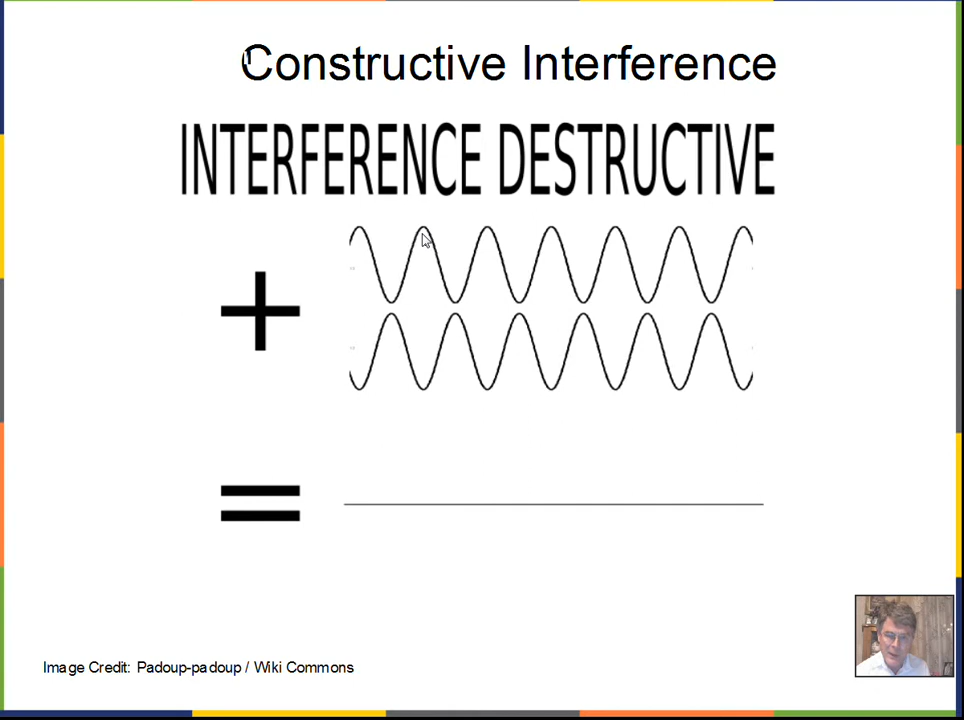 Constructive Interference
INTERFERENCE DESTRUCTIVE
+
=
Image Credit: Padoup-padoup / Wiki Commons